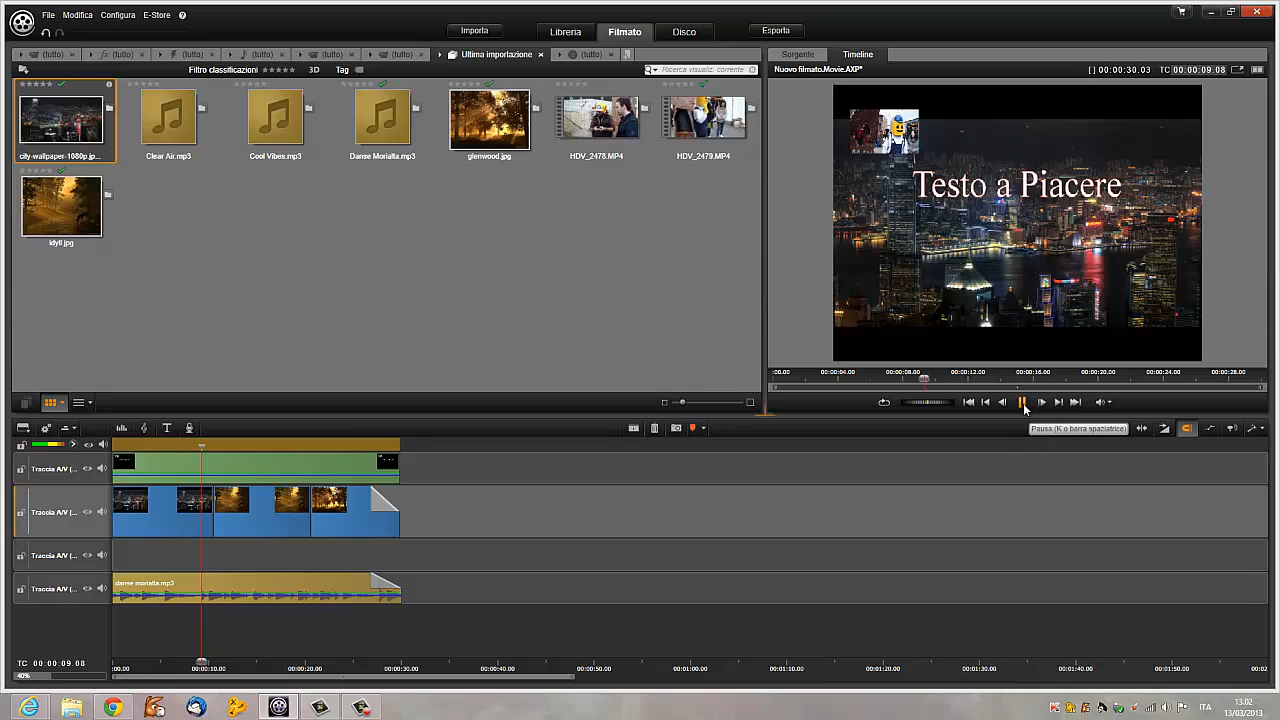 File Modifica Configura E-Store ?
Importa Libreria Filmato Disco Esporta
(tutto) (tutto) (tutto) (tutto) (tutto) (tutto) Ultima importazione (tutto)
Sorgente Timeline
Filtro classificazioni 3D Tag Ricerca visualiz. corrente
Nuovo filmato.Movie.AXP* [ ] 00:00:30.03 TC 00:00:09.08
city-wallpaper-1080p.jp... Clear Air.mp3 Cool Vibes.mp3 Danse Morialta.mp3 glenwood.jpg HDV_2478.MP4 HDV_2479.MP4
idyll.jpg
Testo a Piacere
:00.00 00:00:04.00 00:00:08.00 00:00:12.00 00:00:16.00 00:00:20.00 00:00:24.00 00:00:28.00
Pausa (K o barra spaziatrice)
Traccia A/V (...
Traccia A/V (...
Traccia A/V (...
Traccia A/V (...
danse morialta.mp3
TC 00:00:09.08
:00.00 00:00:10.00 00:00:20.00 00:00:30.00 00:00:40.00 00:00:50.00 00:01:00.00 00:01:10.00 00:01:20.00 00:01:30.00 00:01:40.00 00:01:50.00 00:02
40%
ITA
13.02
13/03/2013